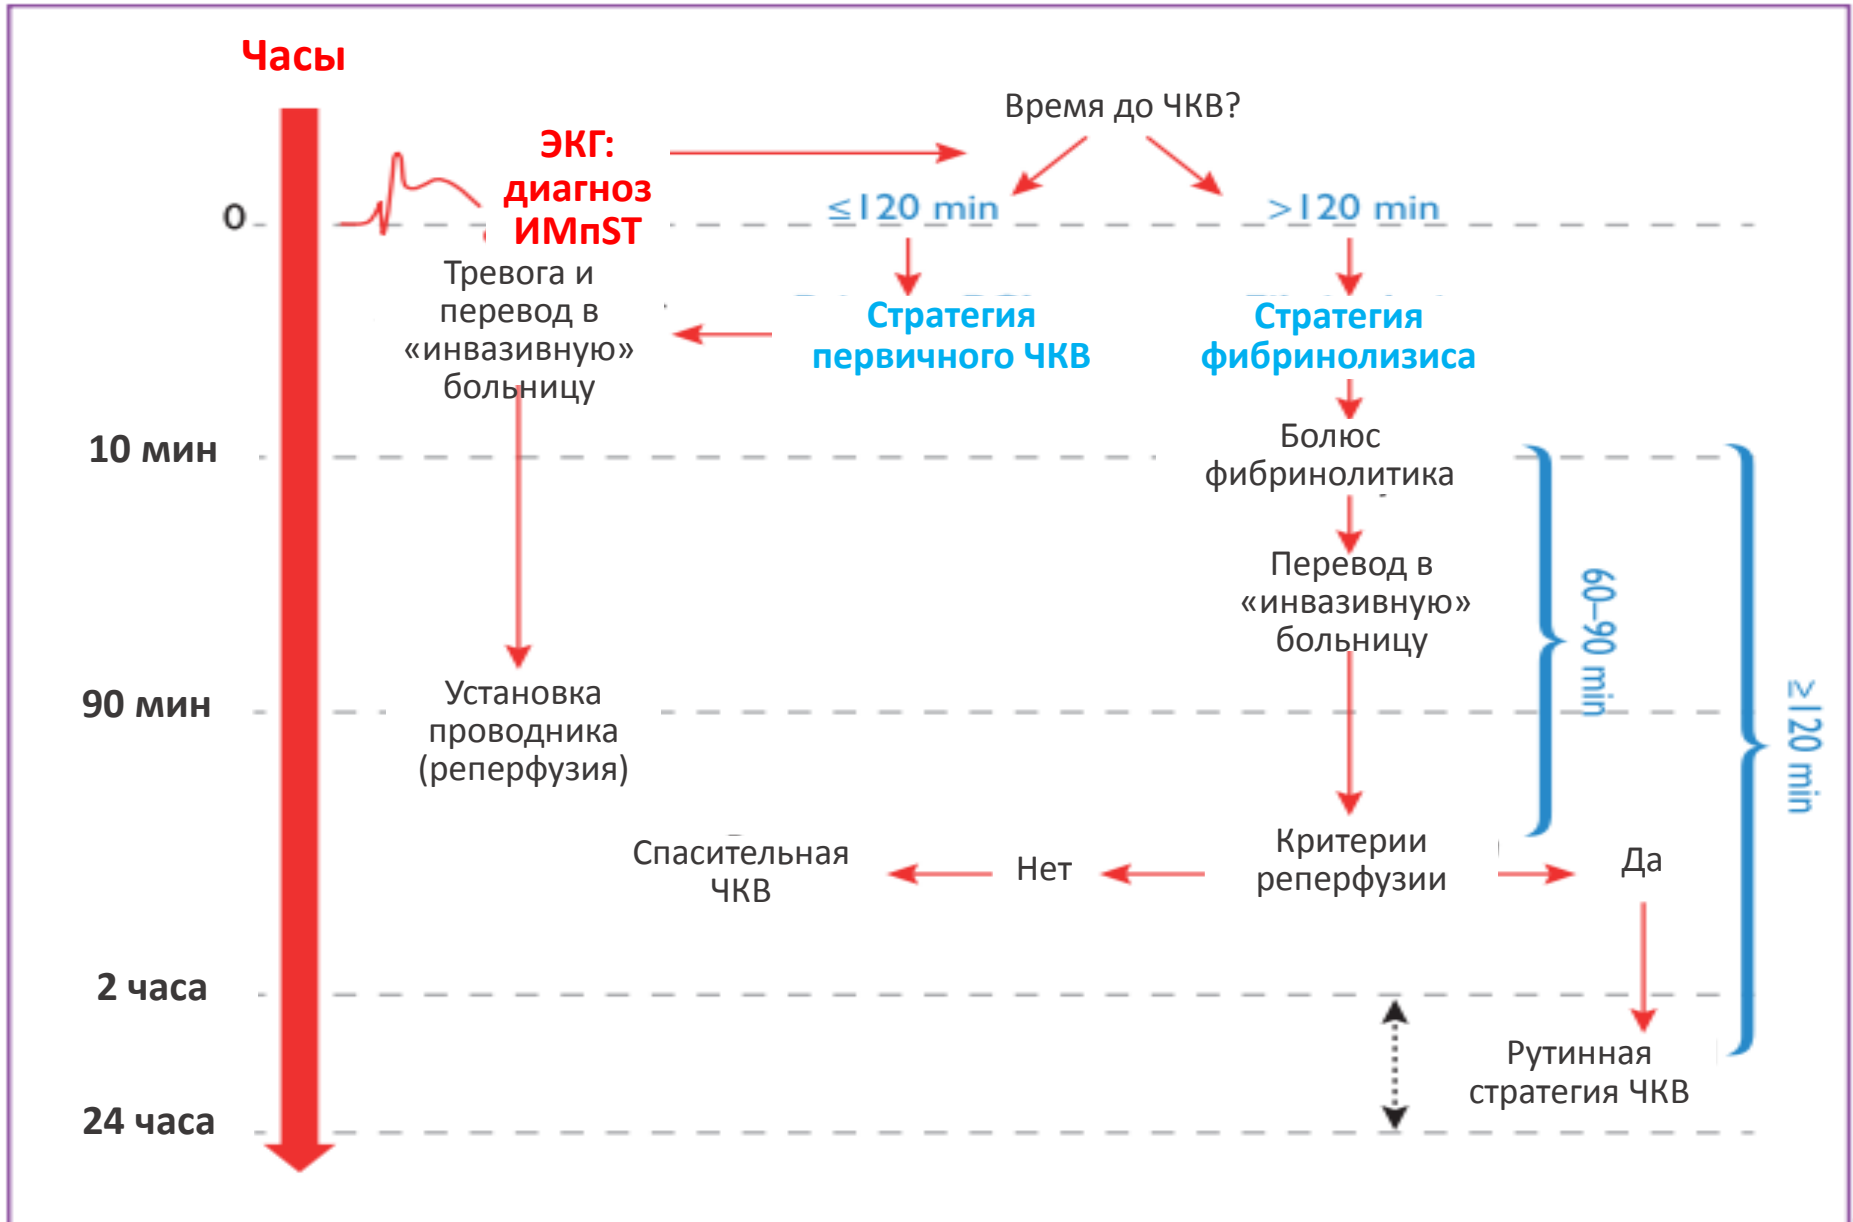 Часы
Время до ЧКВ?
ЭКГ:
диагноз
ИМпST
≤120 min
>120 min
0
Тревога и
перевод в
«инвазивную»
больницу
Стратегия
первичного ЧКВ
Стратегия
фибринолизиса
10 мин
Болюс
фибринолитика
Перевод в
«инвазивную»
больницу
60–90 min
≥120 min
90 мин
Установка
проводника
(реперфузия)
Спасительная
ЧКВ
Нет
Критерии
реперфузии
Да
2 часа
Рутинная
стратегия ЧКВ
24 часа